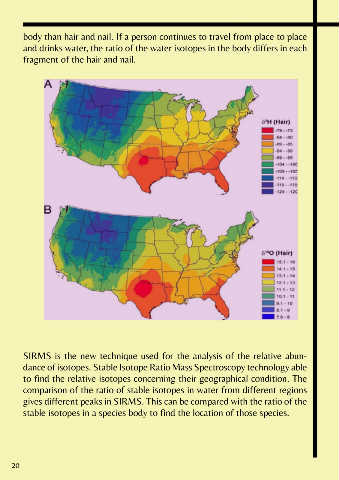 body than hair and nail. If a person continues to travel from place to place
and drinks water, the ratio of the water isotopes in the body differs in each
fragment of the hair and nail.
A
δ²H (Hair)
B
δ¹⁸O (Hair)
SIRMS is the new technique used for the analysis of the relative abun-
dance of isotopes. Stable Isotope Ratio Mass Spectroscopy technology able
to find the relative isotopes concerning their geographical condition. The
comparison of the ratio of stable isotopes in water from different regions
gives different peaks in SIRMS. This can be compared with the ratio of the
stable isotopes in a species body to find the location of those species.
20